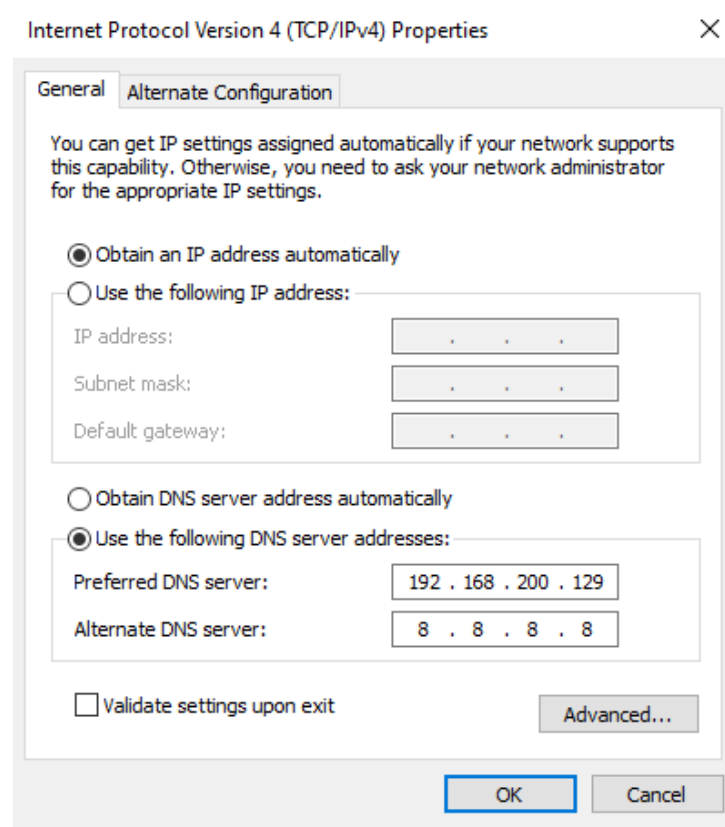 Internet Protocol Version 4 (TCP/IPv4) Properties
General
Alternate Configuration
You can get IP settings assigned automatically if your network supports
this capability. Otherwise, you need to ask your network administrator
for the appropriate IP settings.
Obtain an IP address automatically
Use the following IP address:
IP address: . . .
Subnet mask: . . .
Default gateway: . . .
Obtain DNS server address automatically
Use the following DNS server addresses:
Preferred DNS server: 192 . 168 . 200 . 129
Alternate DNS server: 8 . 8 . 8 . 8
Validate settings upon exit
Advanced...
OK
Cancel